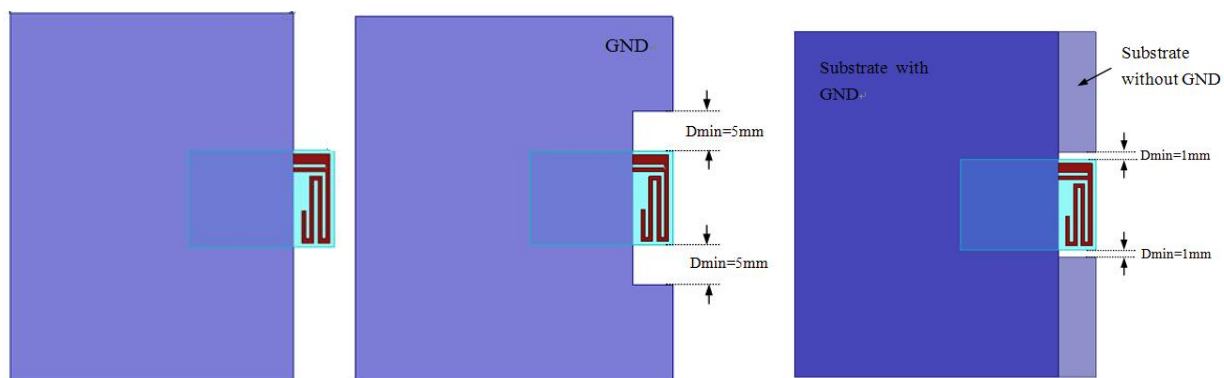 GND
Dmin=5mm
Dmin=5mm
Substrate with
GND
Substrate
without GND
Dmin=1mm
Dmin=1mm